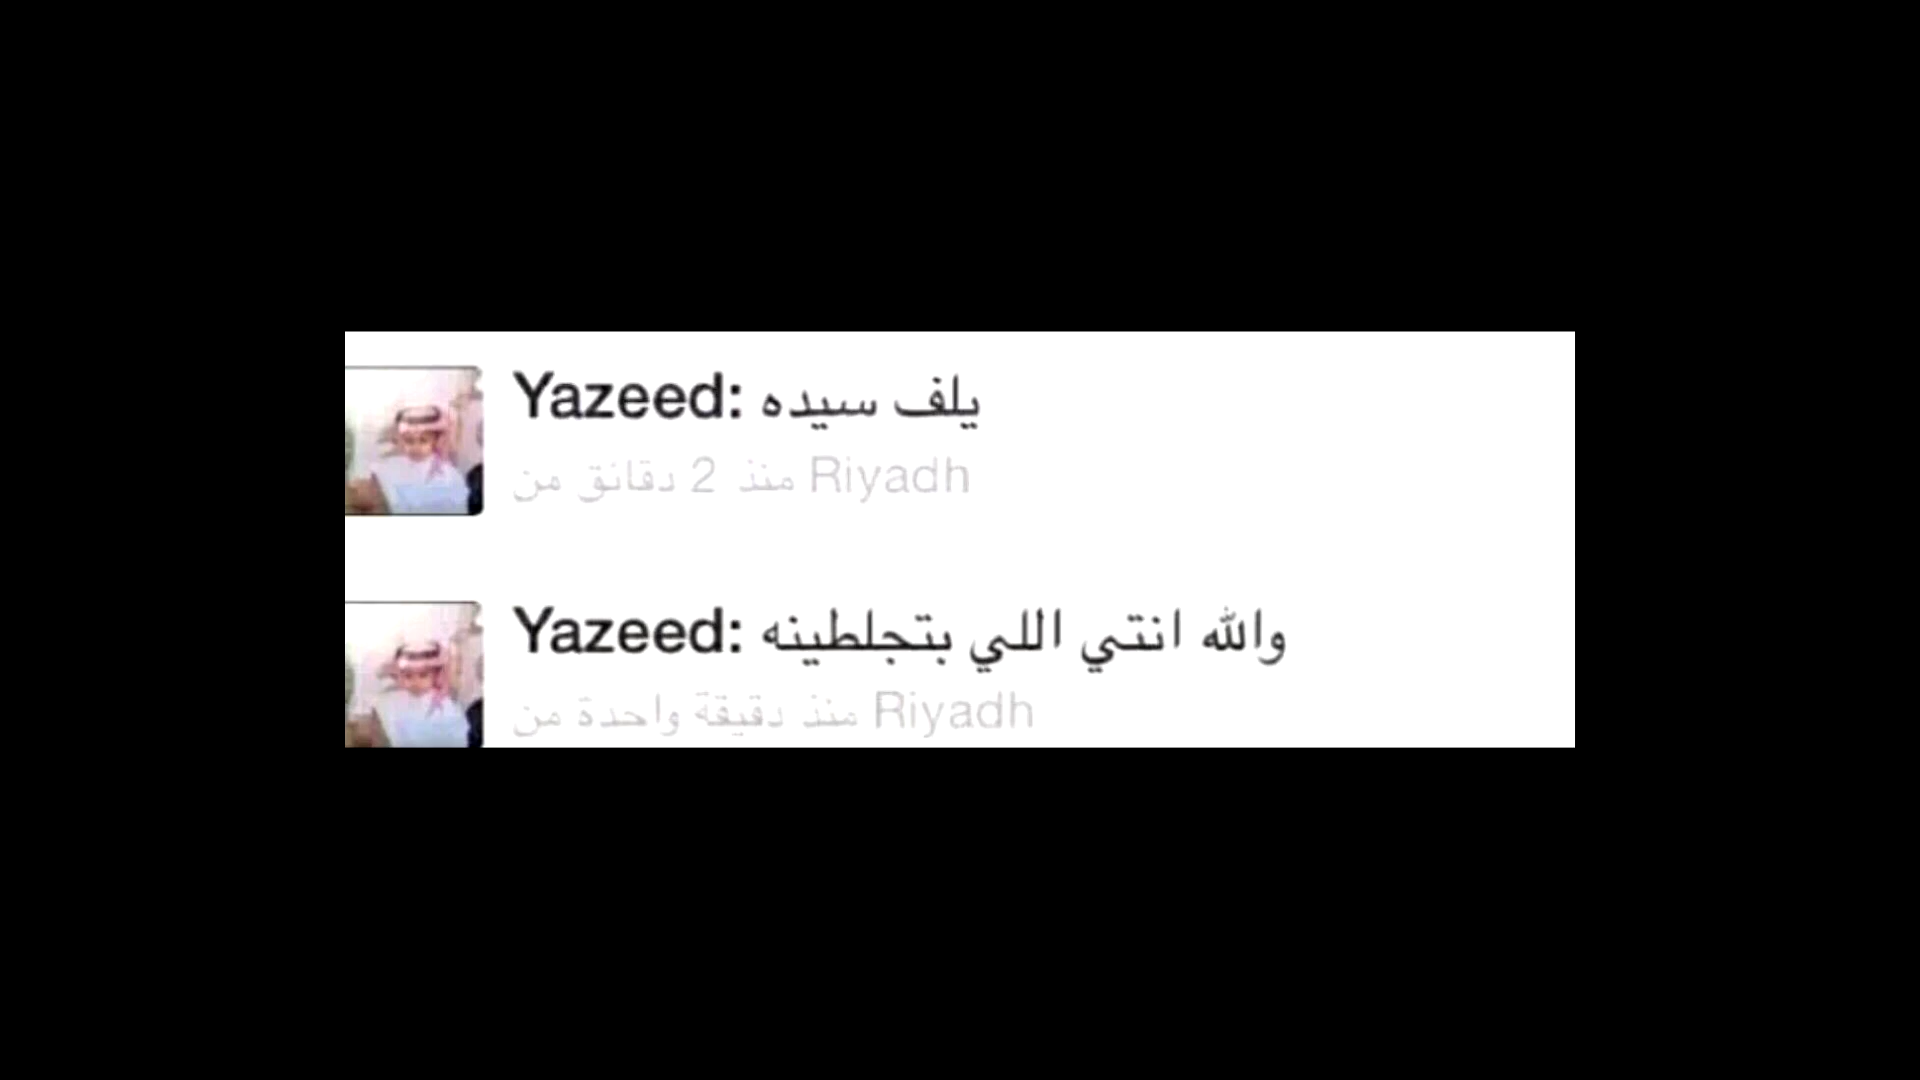 Yazeed: يلف سيده
منذ 2 دقائق من Riyadh
Yazeed: والله انتي اللي بتجلطينه
منذ دقيقة واحدة من Riyadh